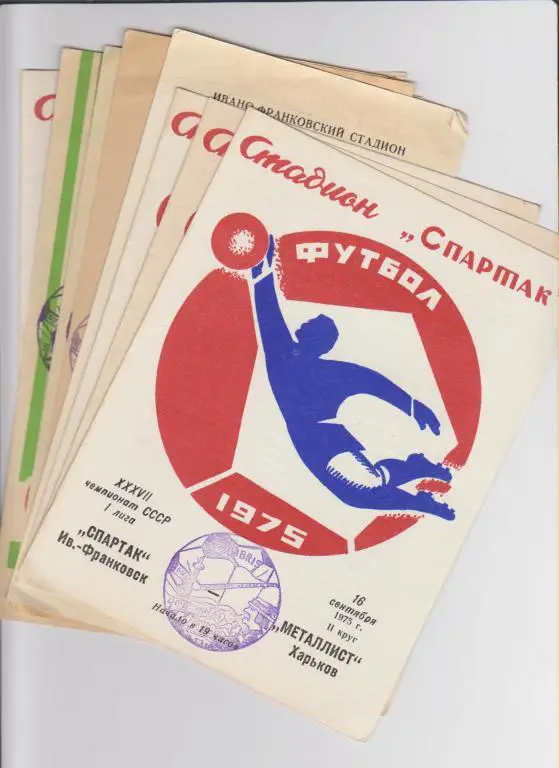 ИВАНО-ФРАНКОВСКИЙ СТАДИОН
Стадион
„Спартак
ФУТБОЛ
1975
XXXVII
чемпионат СССР
I лига
„СПАРТАК“
Ив.-Франковск
BRIS
Начало в 19 часов
16
сентября
1975 г.
II круг
„МЕТАЛЛИСТ“
Харьков